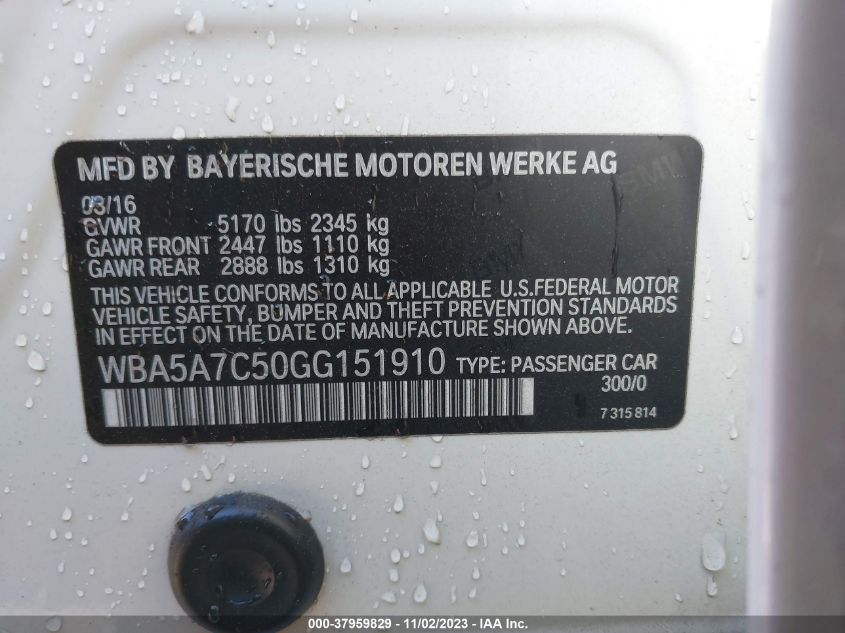 MFD BY BAYERISCHE MOTOREN WERKE AG
03/16
GVWR 5170 lbs 2345 kg
GAWR FRONT 2447 lbs 1110 kg
GAWR REAR 2888 lbs 1310 kg
THIS VEHICLE CONFORMS TO ALL APPLICABLE U.S.FEDERAL MOTOR
VEHICLE SAFETY, BUMPER AND THEFT PREVENTION STANDARDS
IN EFFECT ON THE DATE OF MANUFACTURE SHOWN ABOVE.
WBA5A7C50GG151910 TYPE: PASSENGER CAR
300/0
7 315 814
000-37959829 - 11/02/2023 - IAA Inc.